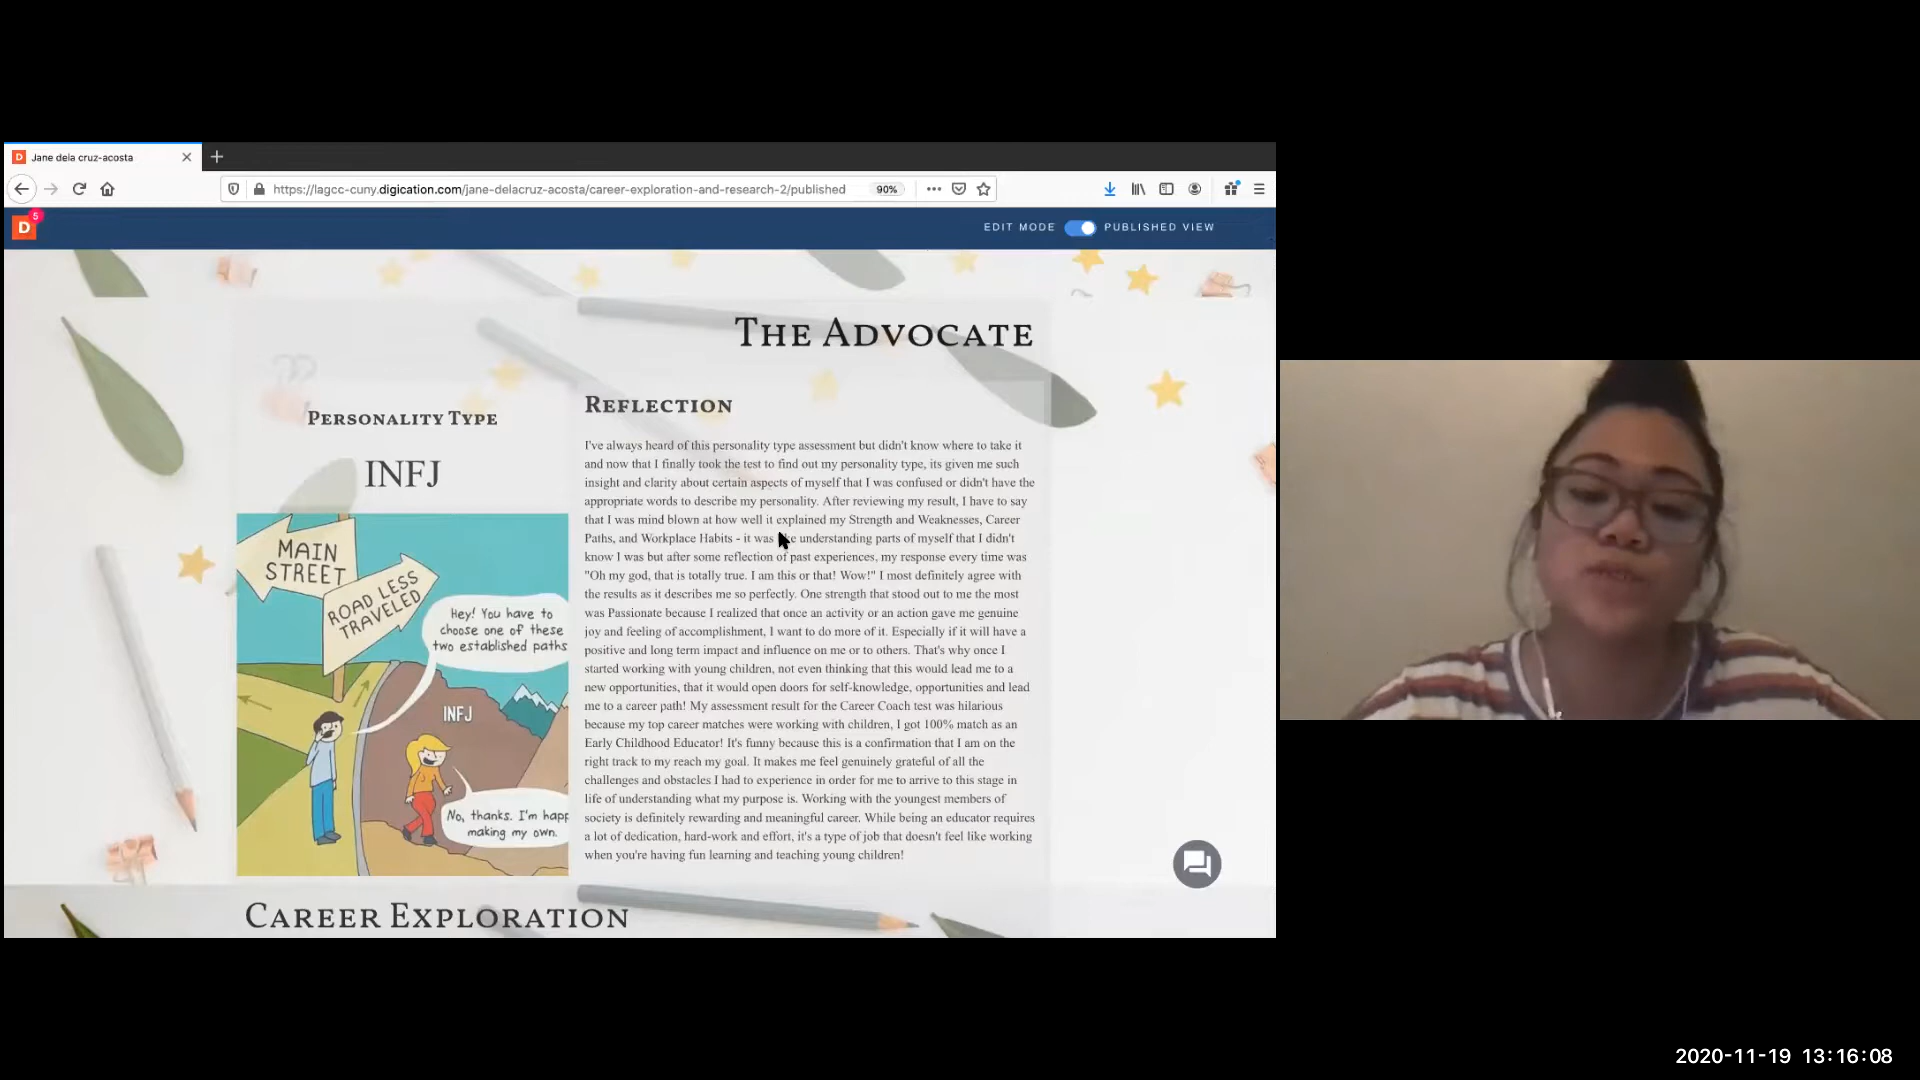 Jane dela cruz-acosta
https://lagcc-cuny.digication.com/jane-delacruz-acosta/career-exploration-and-research-2/published
90%
D
5
EDIT MODE
PUBLISHED VIEW
THE ADVOCATE
PERSONALITY TYPE
INFJ
MAIN
STREET
ROAD LESS
TRAVELED
Hey! You have to
choose one of these
two established paths
INFJ
No, thanks. I'm happ
making my own.
REFLECTION
I've always heard of this personality type assessment but didn't know where to take it
and now that I finally took the test to find out my personality type, its given me such
insight and clarity about certain aspects of myself that I was confused or didn't have the
appropriate words to describe my personality. After reviewing my result, I have to say
that I was mind blown at how well it explained my Strength and Weaknesses, Career
Paths, and Workplace Habits - it was understanding parts of myself that I didn't
know I was but after some reflection of past experiences, my response every time was
"Oh my god, that is totally true. I am this or that! Wow!" I most definitely agree with
the results as it describes me so perfectly. One strength that stood out to me the most
was Passionate because I realized that once an activity or an action gave me genuine
joy and feeling of accomplishment, I want to do more of it. Especially if it will have a
positive and long term impact and influence on me or to others. That's why once I
started working with young children, not even thinking that this would lead me to a
new opportunities, that it would open doors for self-knowledge, opportunities and lead
me to a career path! My assessment result for the Career Coach test was hilarious
because my top career matches were working with children, I got 100% match as an
Early Childhood Educator! It's funny because this is a confirmation that I am on the
right track to my reach my goal. It makes me feel genuinely grateful of all the
challenges and obstacles I had to experience in order for me to arrive to this stage in
life of understanding what my purpose is. Working with the youngest members of
society is definitely rewarding and meaningful career. While being an educator requires
a lot of dedication, hard-work and effort, it's a type of job that doesn't feel like working
when you're having fun learning and teaching young children!
CAREER EXPLORATION
2020-11-19 13:16:08